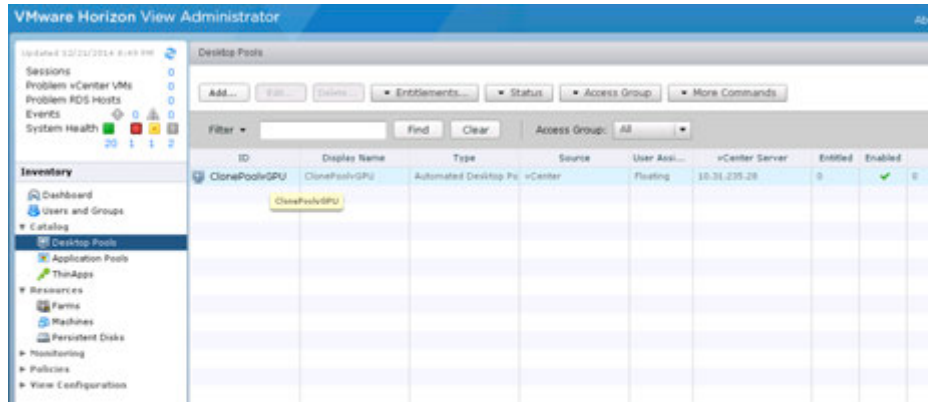 VMware Horizon View Administrator
Ab
Updated 12/21/2014 6:49 PM
Sessions 0
Problem vCenter VMs 0
Problem RDS Hosts 0
Events 0 0
System Health
20 1 1 2
Inventory
Dashboard
Users and Groups
Catalog
Desktop Pools
Application Pools
ThinApps
Resources
Farms
Machines
Persistent Disks
Monitoring
Policies
View Configuration
Desktop Pools
Add... Edit... Delete... Entitlements... Status Access Group More Commands
Filter Find Clear Access Group: All
ID Display Name Type Source User Assi... vCenter Server Entitled Enabled
ClonePoolvGPU ClonePoolvGPU Automated Desktop Po vCenter Floating 10.31.235.28 0 0
ClonePoolvGPU